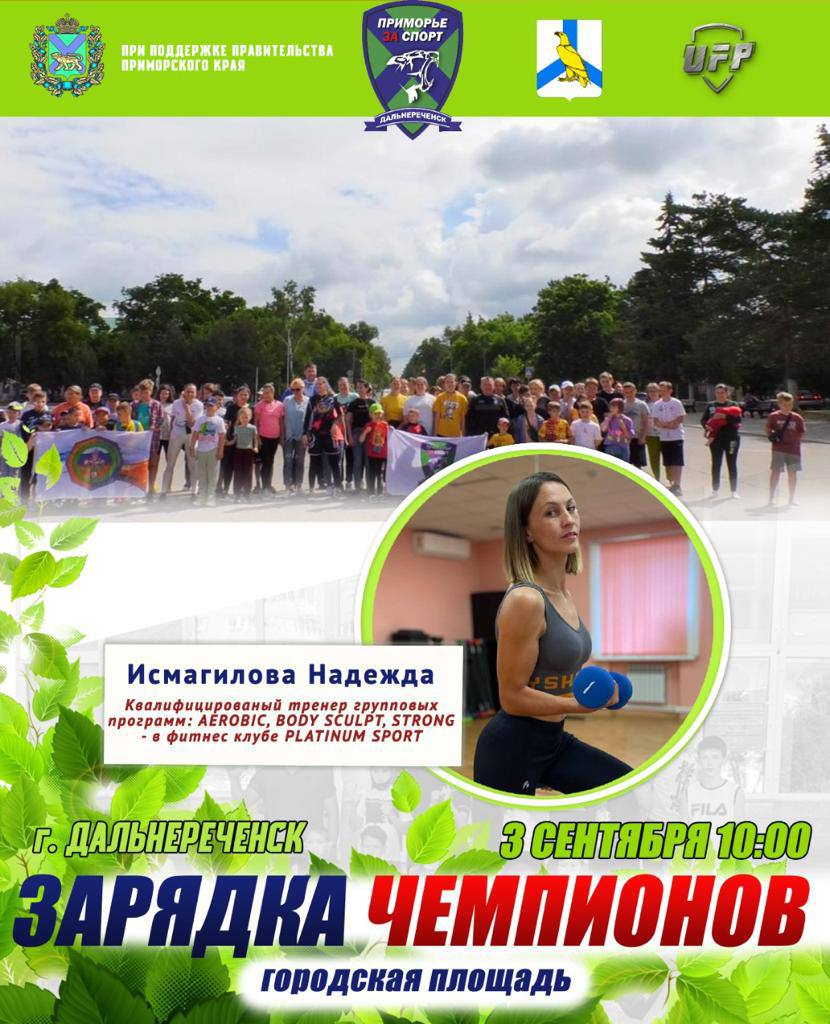 ПРИ ПОДДЕРЖКЕ ПРАВИТЕЛЬСТВА
ПРИМОРСКОГО КРАЯ
ПРИМОРЬЕ
ЗА СПОРТ
ДАЛЬНЕРЕЧЕНСК
UFP
Исмагилова Надежда
Квалифицированый тренер групповых
программ: AEROBIC, BODY SCULPT, STRONG
- в фитнес клубе PLATINUM SPORT
FILA
г. ДАЛЬНЕРЕЧЕНСК
3 СЕНТЯБРЯ 10:00
ЗАРЯДКА ЧЕМПИОНОВ
городская площадь